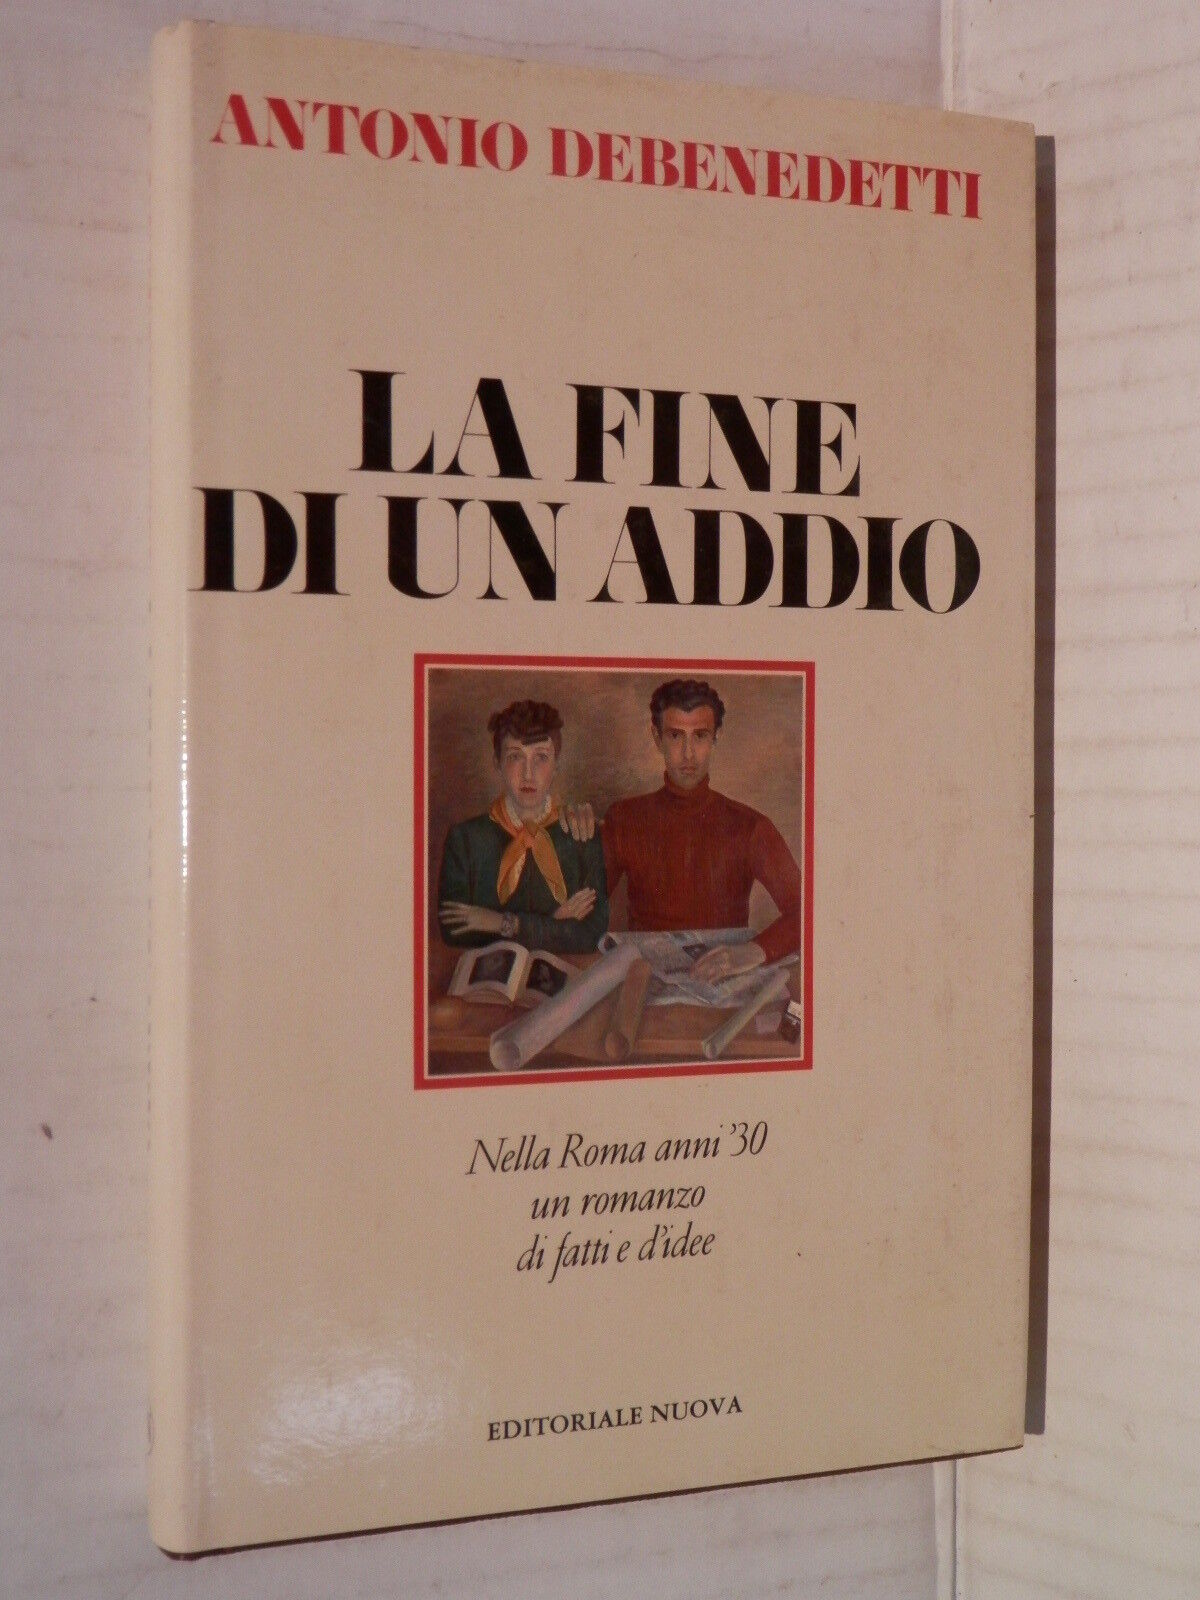 ANTONIO DEBENEDETTI
LA FINE
DI UN ADDIO
Nella Roma anni '30
un romanzo
di fatti e d'idee
EDITORIALE NUOVA